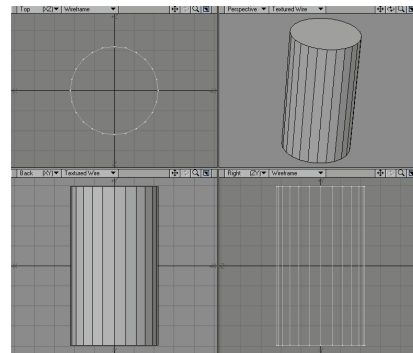 Top (XZ) Wireframe
Perspective Textured Wire
Back (XY) Textured Wire
Right (ZY) Wireframe